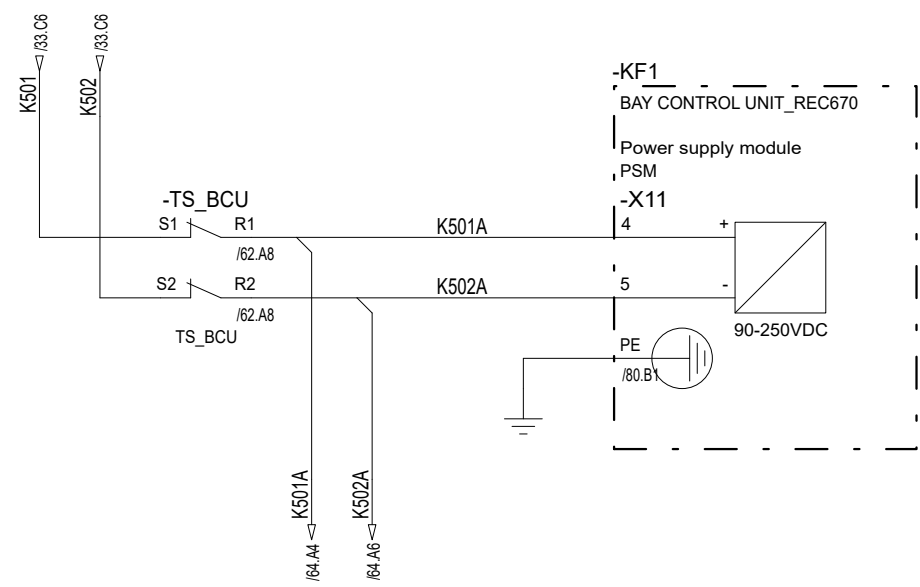 /33.C6
/33.C6
K501
K502
-KF1
BAY CONTROL UNIT_REC670
Power supply module
PSM
-TS_BCU
-X11
S1
R1
K501A
4
+
/62.A8
S2
R2
K502A
5
-
/62.A8
TS_BCU
90-250VDC
PE
/80.B1
K501A
K502A
/64.A4
/64.A6